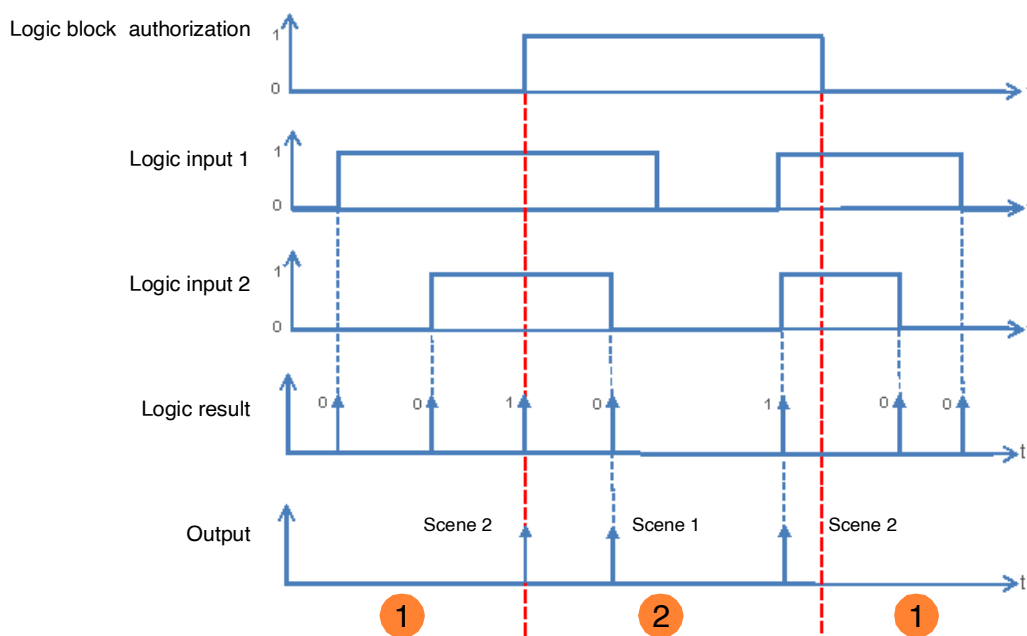 Logic block authorization
1
0
Logic input 1
1
0
Logic input 2
1
0
Logic result
0 0 1 0 1 0 0
t
Output
Scene 2 Scene 1 Scene 2
t
1 2 1